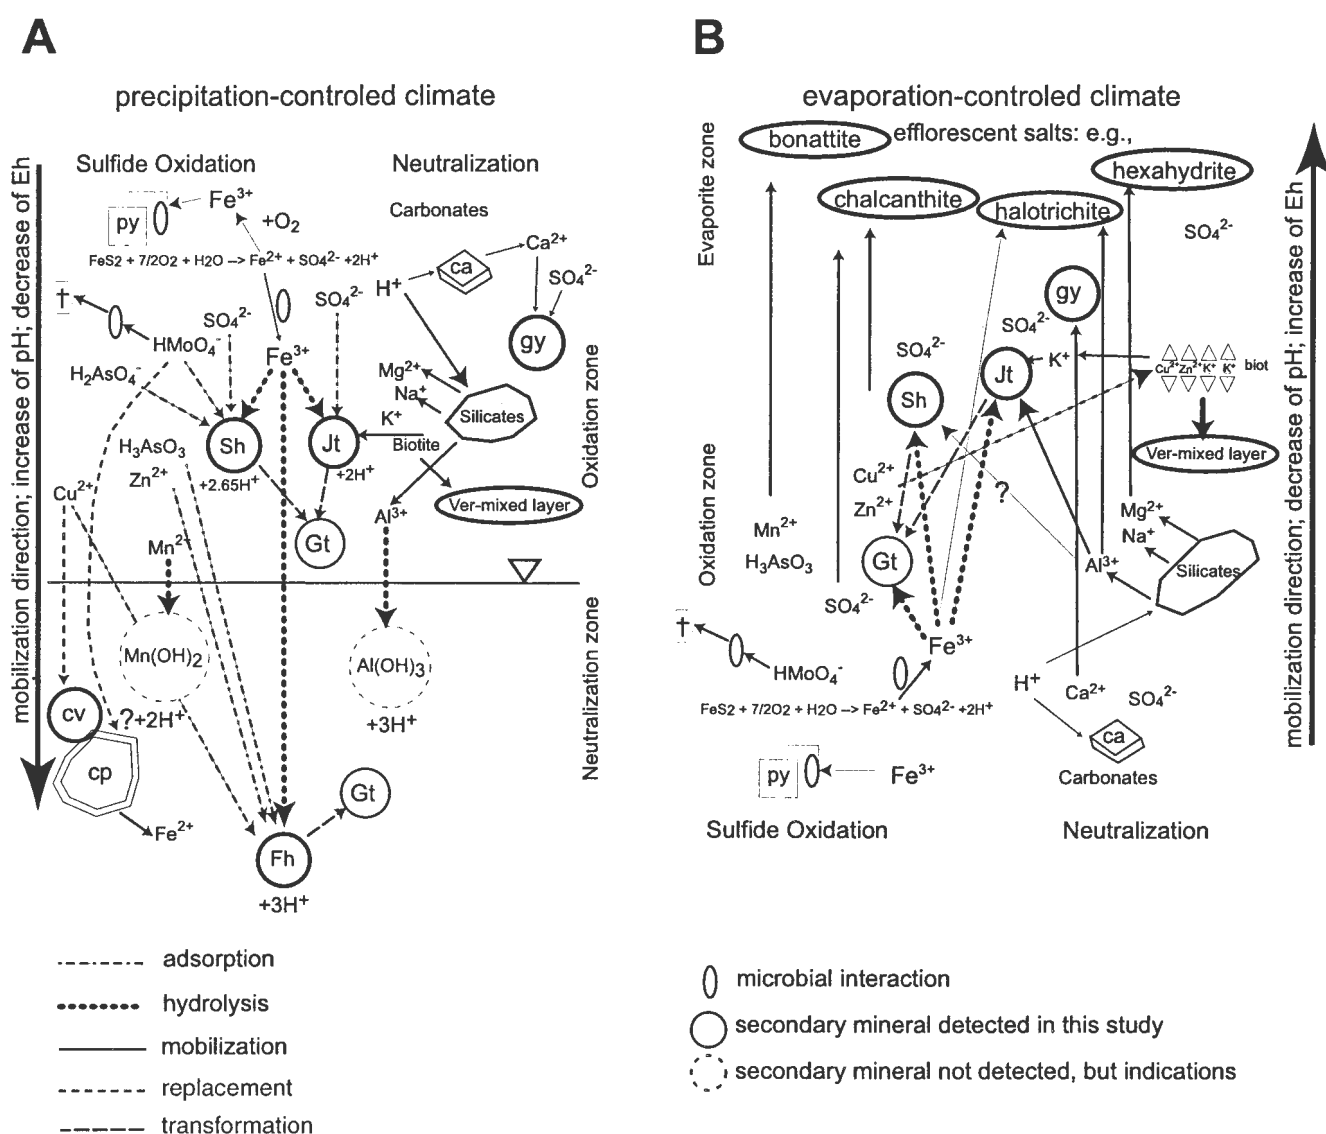 A
precipitation-controled climate
Sulfide Oxidation
Neutralization
Fe³⁺
py
+O₂
Carbonates
FeS2 + 7/2O2 + H2O --> Fe²⁺ + SO4²⁻ +2H⁺
Ca²⁺
ca
H⁺
SO₄²⁻
†
SO₄²⁻
SO₄²⁻
HMoO₄⁻
Fe³⁺
gy
H₂AsO₄⁻
Mg²⁺
Na⁺
K⁺
Silicates
H₃AsO₃
Sh
Jt
Biotite
Zn²⁺
+2.65H⁺
+2H⁺
Cu²⁺
Ver-mixed layer
Al³⁺
Mn²⁺
Gt
Mn(OH)₂
Al(OH)₃
cv
?+2H⁺
+3H⁺
cp
Gt
Fe²⁺
Fh
+3H⁺
mobilization direction; increase of pH; decrease of Eh
Oxidation zone
Neutralization zone
adsorption
hydrolysis
mobilization
replacement
transformation
B
evaporation-controled climate
efflorescent salts: e.g.,
bonattite
hexahydrite
chalcanthite
halotrichite
SO₄²⁻
gy
SO₄²⁻
SO₄²⁻
K⁺
Cu²⁺ Zn²⁺ K⁺ K⁺
biot
Jt
Sh
Ver-mixed layer
Cu²⁺
?
Zn²⁺
Mg²⁺
Mn²⁺
Na⁺
H₃AsO₃
Gt
Al³⁺
Silicates
SO₄²⁻
†
Fe³⁺
HMoO₄⁻
H⁺
Ca²⁺
SO₄²⁻
FeS2 + 7/2O2 + H2O --> Fe²⁺ + SO4²⁻ +2H⁺
ca
py
Fe³⁺
Carbonates
Sulfide Oxidation
Neutralization
Evaporite zone
Oxidation zone
mobilization direction; decrease of pH; increase of Eh
microbial interaction
secondary mineral detected in this study
secondary mineral not detected, but indications